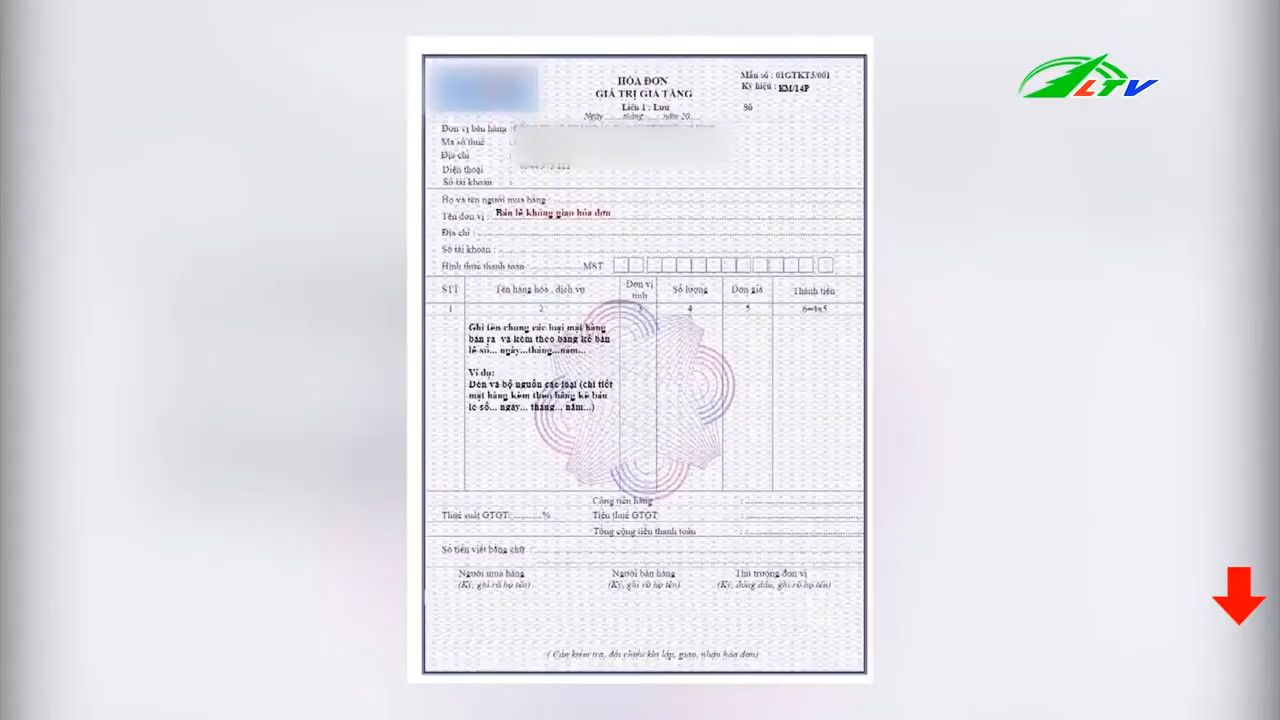 HÓA ĐƠN
GIÁ TRỊ GIA TĂNG
Liên 1 : Lưu
Ngày ......tháng ...... năm 20....
Mẫu số : 01GTKT3/001
Ký hiệu : KM/14P
Số
LTV
Đơn vị bán hàng :
Mã số thuế :
Địa chỉ :
Điện thoại :
Số tài khoản :
Họ và tên người mua hàng :
Tên đơn vị : Bán lẻ không giao hóa đơn
Địa chỉ :
Số tài khoản :
Hình thức thanh toán : MST
STT Tên hàng hóa , dịch vụ Đơn vị tính Số lượng Đơn giá Thành tiền
1 2 3 4 5 6=4x5
Ghi tên chung các loại mặt hàng
bán ra và kèm theo bảng kê bán
lẻ số... ngày...tháng...năm...
Ví dụ:
Đèn và bộ nguồn các loại (chi tiết
mặt hàng kèm theo bảng kê bán
lẻ số... ngày... tháng.., năm...)
Cộng tiền hàng :
Thuế suất GTGT: ...........% Tiền thuế GTGT :
Tổng cộng tiền thanh toán :
Số tiền viết bằng chữ :
Người mua hàng Người bán hàng Thủ trưởng đơn vị
(Ký, ghi rõ họ tên) (Ký, ghi rõ họ tên) (Ký, đóng dấu, ghi rõ họ tên)
( Cần kiểm tra, đối chiếu khi lập, giao, nhận hóa đơn)